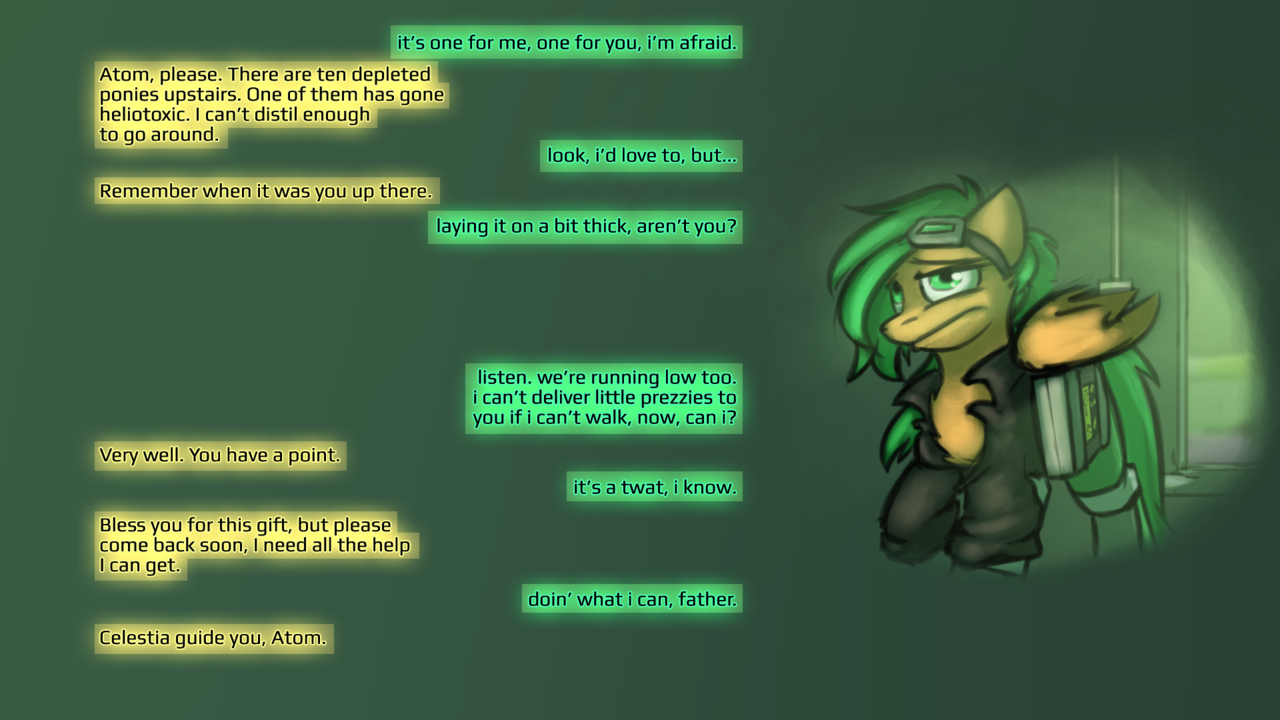 it's one for me, one for you, i'm afraid.
Atom, please. There are ten depleted
ponies upstairs. One of them has gone
heliotoxic. I can't distil enough
to go around.
look, i'd love to, but...
Remember when it was you up there.
laying it on a bit thick, aren't you?
listen. we're running low too.
i can't deliver little prezzies to
you if i can't walk, now, can i?
Very well. You have a point.
it's a twat, i know.
Bless you for this gift, but please
come back soon, I need all the help
I can get.
doin' what i can, father.
Celestia guide you, Atom.